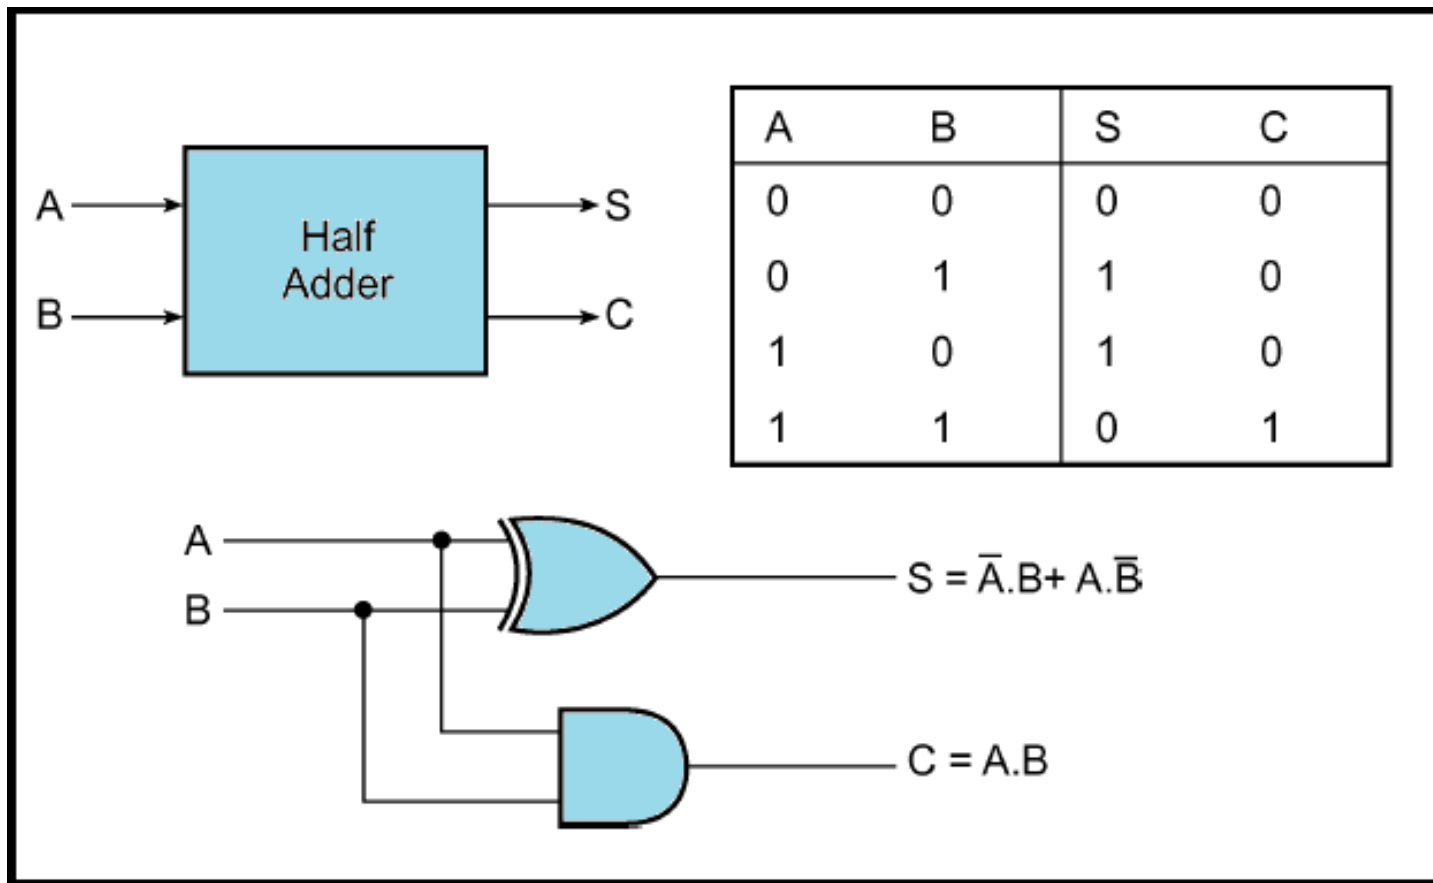 A
B
Half
Adder
S
C
A B S C
0 0 0 0
0 1 1 0
1 0 1 0
1 1 0 1
A
B
S = A̅.B+ A.B̅
C = A.B